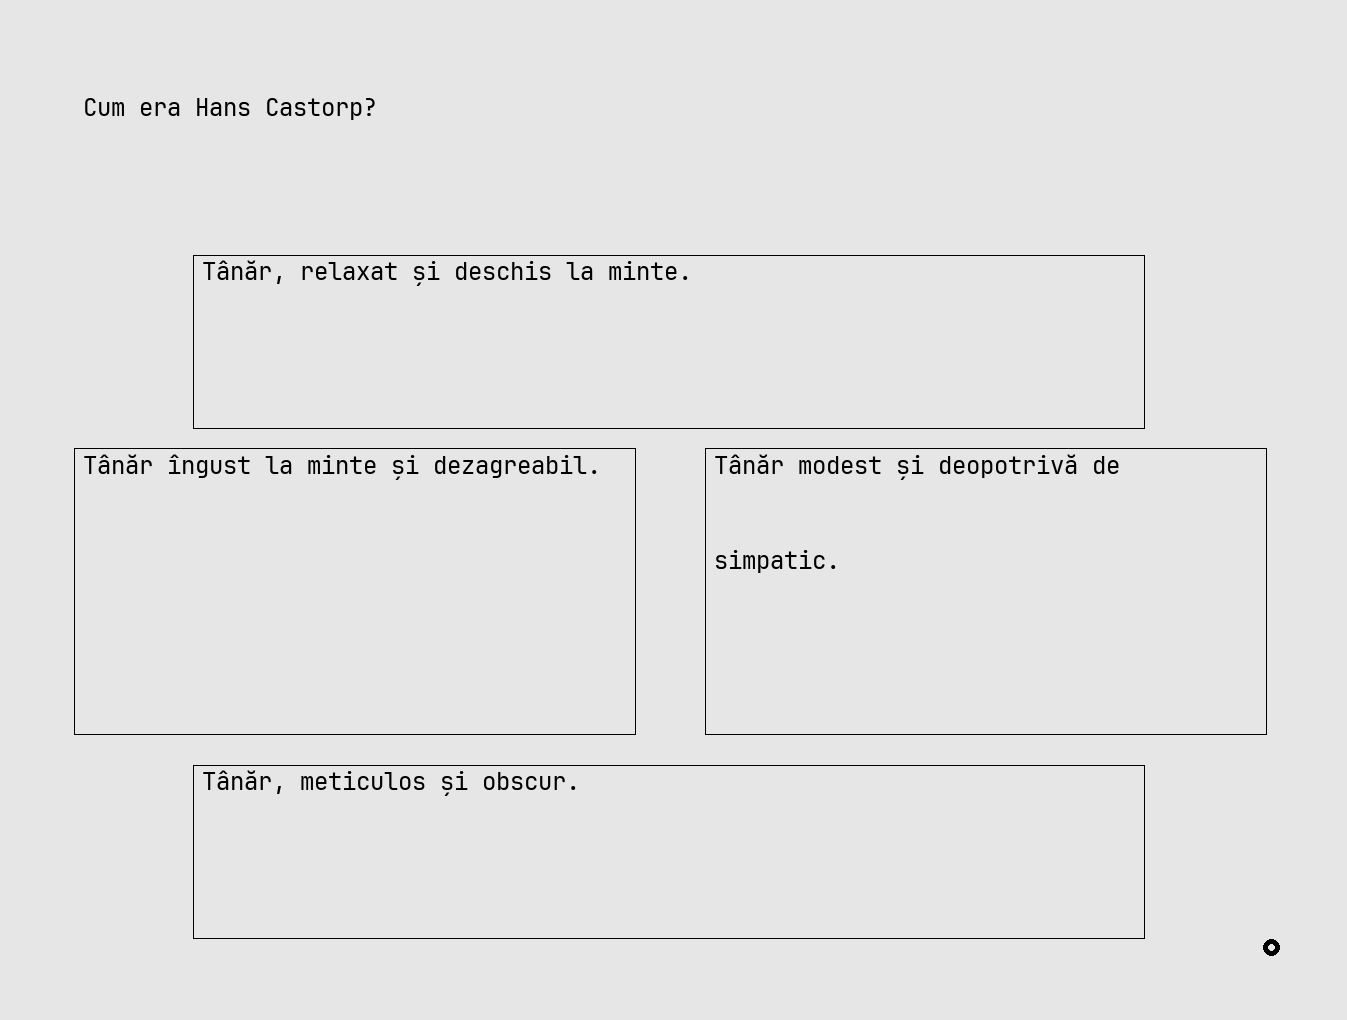 Cum era Hans Castorp?
Tânăr, relaxat și deschis la minte.
Tânăr îngust la minte și dezagreabil.
Tânăr modest și deopotrivă de
simpatic.
Tânăr, meticulos și obscur.